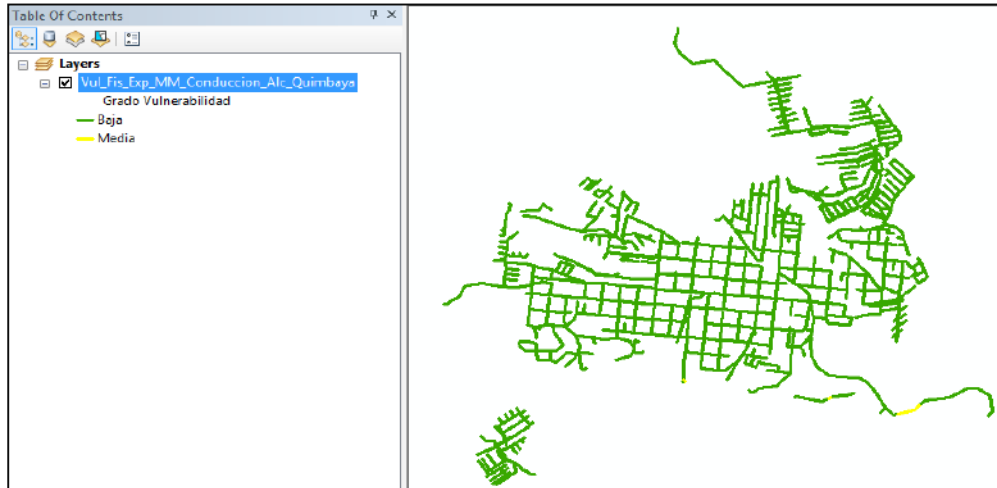 Table Of Contents
Layers
Vul_Fis_Exp_MM_Conduccion_Alc_Quimbaya
Grado Vulnerabilidad
Baja
Media